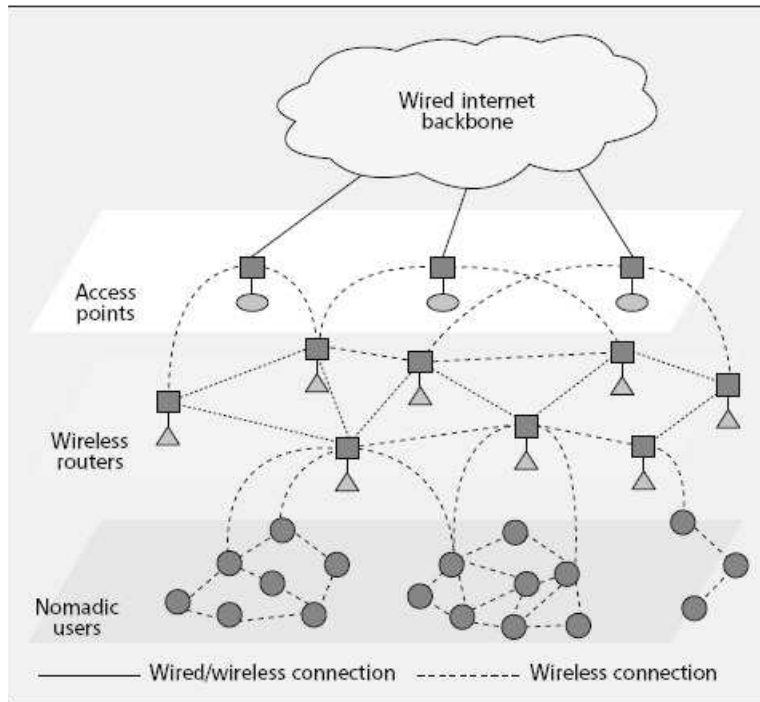 Wired internet
backbone
Access
points
Wireless
routers
Nomadic
users
Wired/wireless connection
Wireless connection